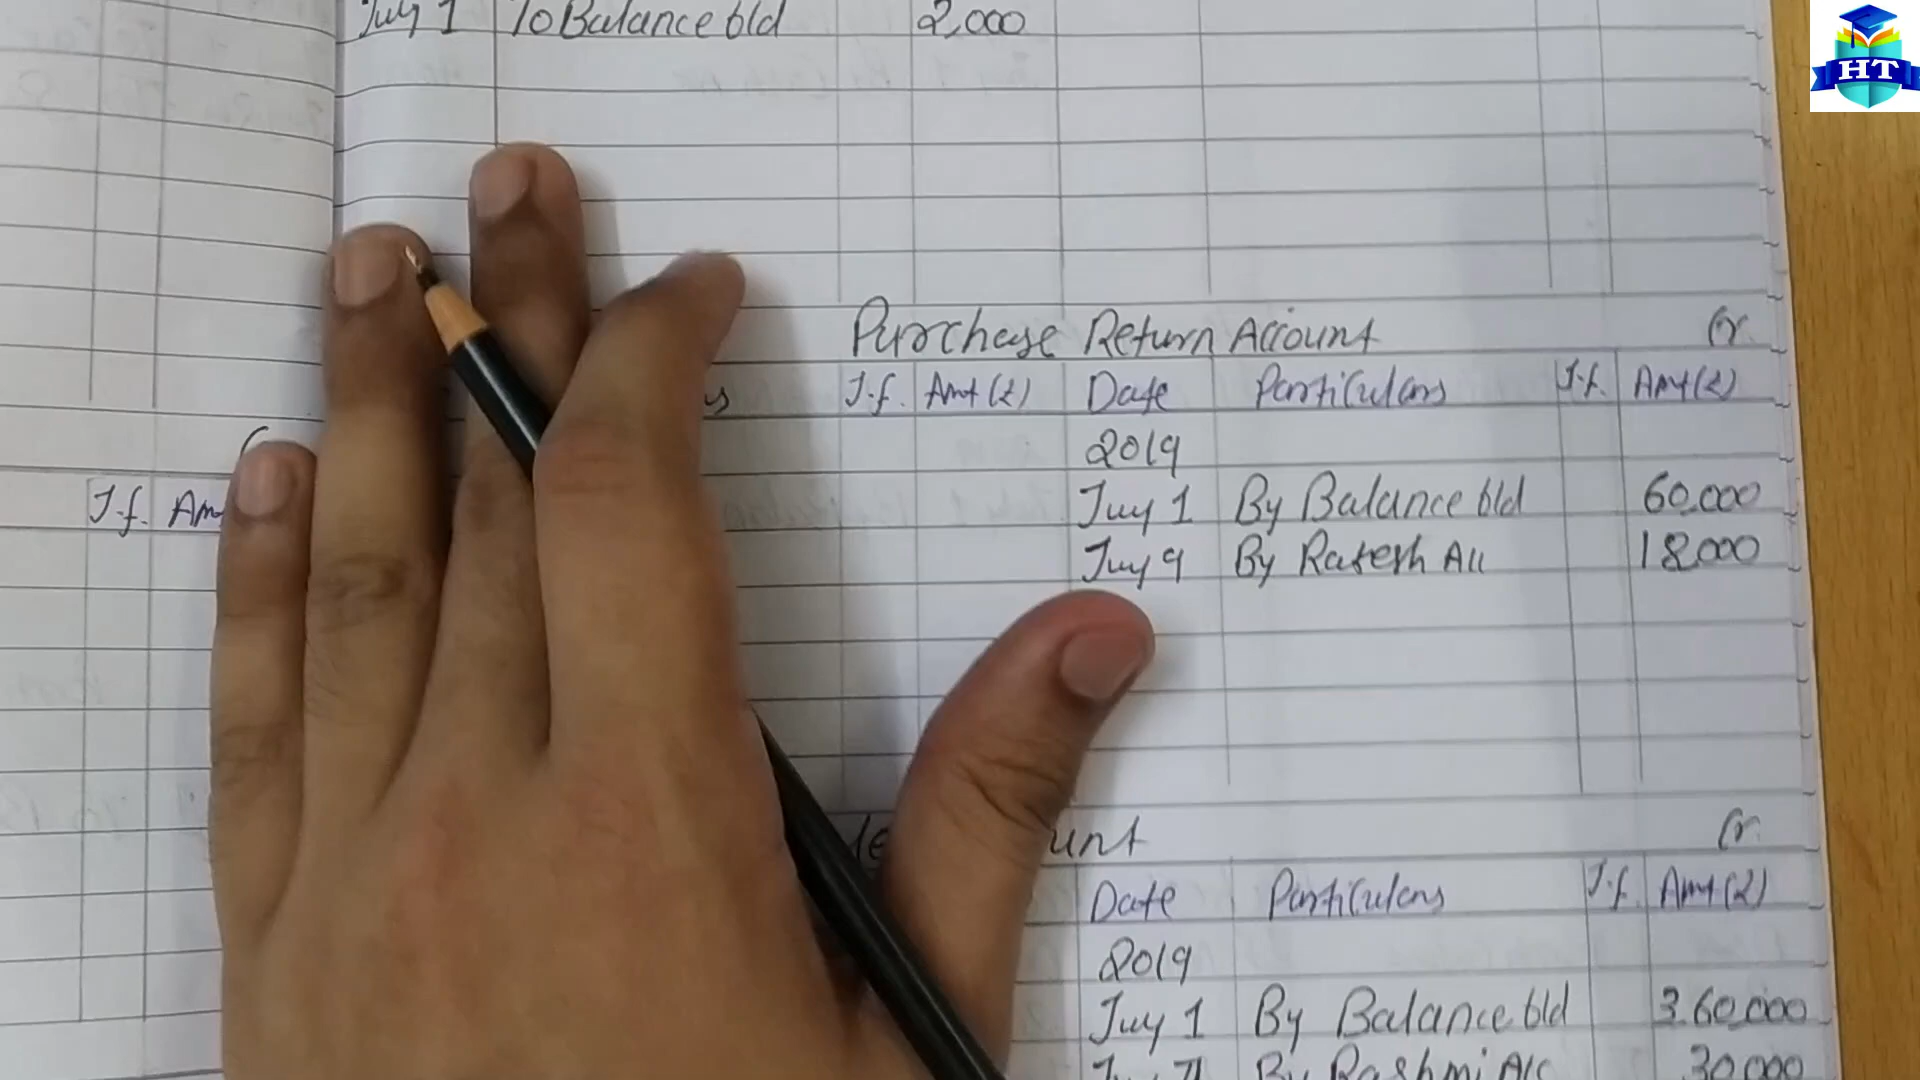 July 1 To Balance b/d 2,000
HT
Purchase Return Account Cr.
J.f. Amt (₹) Date Particulars J.f. Amt (₹)
2019
July 1 By Balance b/d 60,000
July 9 By Rakesh A/c 18,000
J.f.
Cr.
Date Particulars J.f. Amt (₹)
2019
July 1 By Balance b/d 3,60,000
By Rashmi A/c 30,000